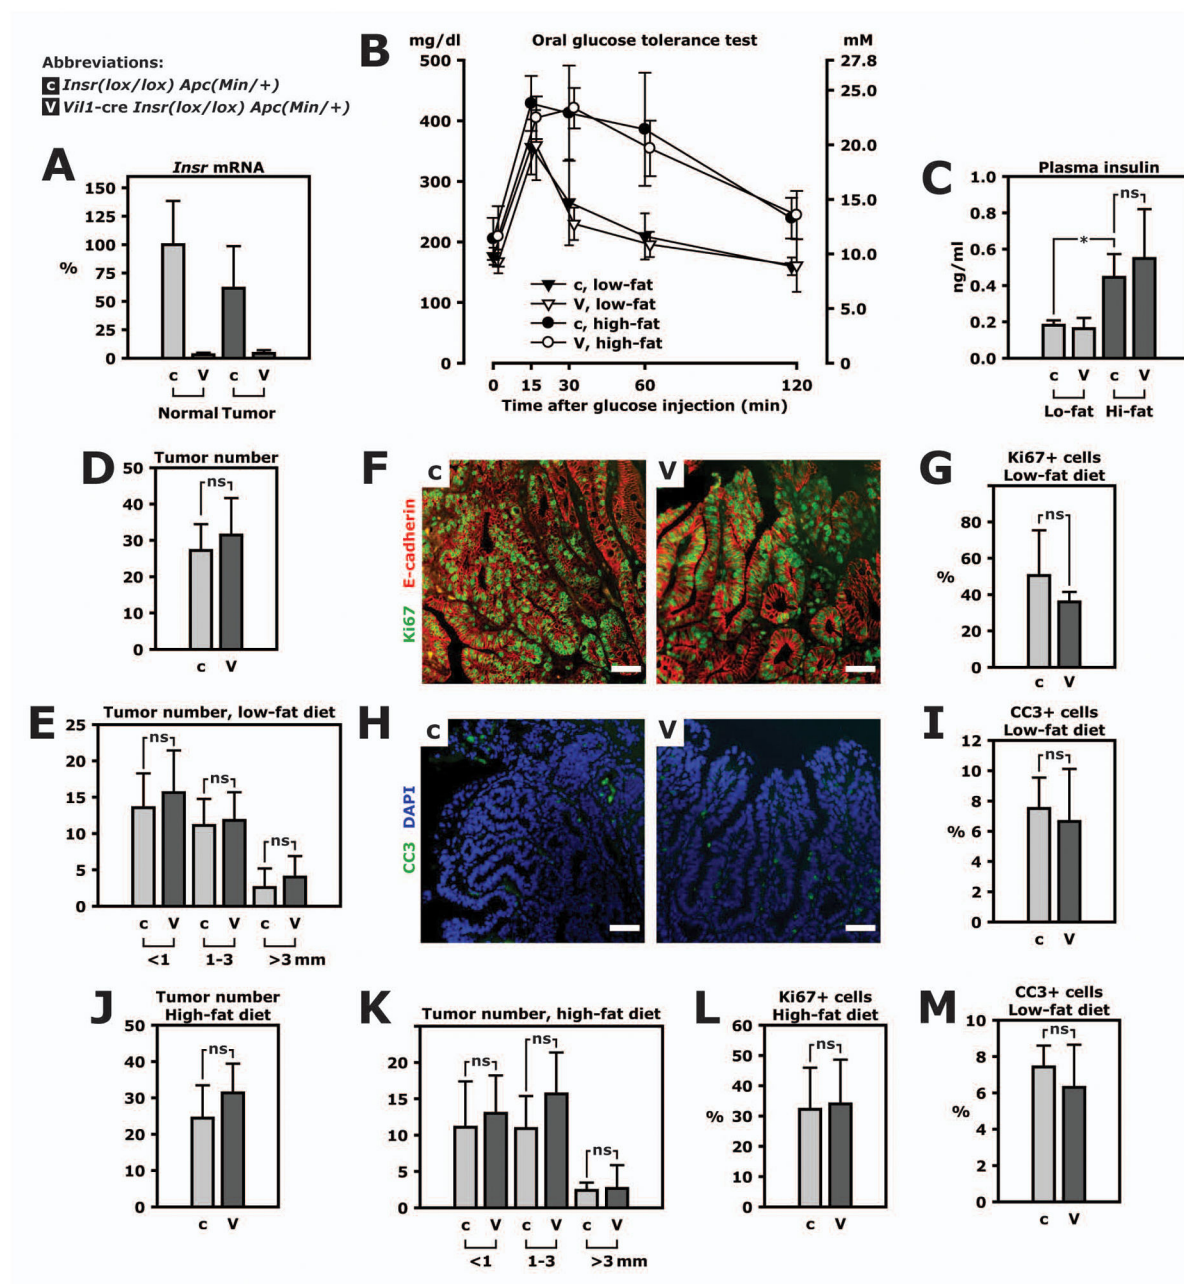 Abbreviations:
c Insr(lox/lox) Apc(Min/+)
V Vil1-cre Insr(lox/lox) Apc(Min/+)
A
Insr mRNA
150
125
100
75
50
25
0
%
c V c V
Normal Tumor
B
mg/dl Oral glucose tolerance test mM
500
400
300
200
100
0
27.8
25.0
20.0
15.0
10.0
5.0
0
c, low-fat
V, low-fat
c, high-fat
V, high-fat
0 15 30 60 120
Time after glucose injection (min)
C
Plasma insulin
1.0
0.8
0.6
0.4
0.2
0.0
ng/ml
*
ns
c V c V
Lo-fat Hi-fat
D
Tumor number
50
40
30
20
10
0
ns
c V
F
Ki67 E-cadherin
c
V
G
Ki67+ cells
Low-fat diet
80
60
40
20
0
%
ns
c V
E
Tumor number, low-fat diet
25
20
15
10
5
0
ns
ns
ns
c V c V c V
<1 1-3 >3 mm
H
CC3 DAPI
c
V
I
CC3+ cells
Low-fat diet
12
10
8
6
4
2
0
%
ns
c V
J
Tumor number
High-fat diet
50
40
30
20
10
0
ns
c V
K
Tumor number, high-fat diet
20
15
10
5
0
ns
ns
ns
c V c V c V
<1 1-3 >3 mm
L
Ki67+ cells
High-fat diet
60
50
40
30
20
10
0
%
ns
c V
M
CC3+ cells
Low-fat diet
10
8
6
4
2
0
%
ns
c V